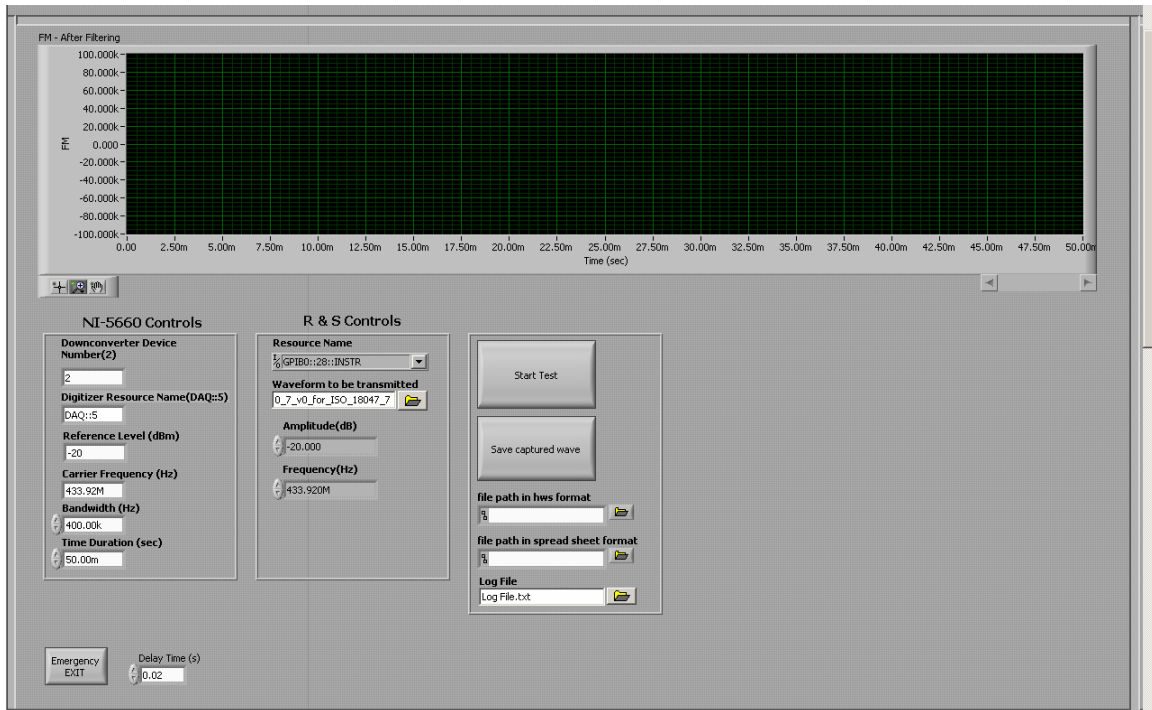 FM - After Filtering
100.000k
80.000k
60.000k
40.000k
20.000k
0.000
-20.000k
-40.000k
-60.000k
-80.000k
-100.000k
FM
0.00 2.50m 5.00m 7.50m 10.00m 12.50m 15.00m 17.50m 20.00m 22.50m 25.00m 27.50m 30.00m 32.50m 35.00m 37.50m 40.00m 42.50m 45.00m 47.50m 50.00m
Time (sec)
NI-5660 Controls
Downconverter Device
Number(2)
2
Digitizer Resource Name(DAQ::5)
DAQ::5
Reference Level (dBm)
-20
Carrier Frequency (Hz)
433.92M
Bandwidth (Hz)
400.00k
Time Duration (sec)
50.00m
R & S Controls
Resource Name
GPIB0::28::INSTR
Waveform to be transmitted
0_7_v0_for_ISO_18047_7
Amplitude(dB)
-20.000
Frequency(Hz)
433.920M
Start Test
Save captured wave
file path in hws format
file path in spread sheet format
Log File
Log File.txt
Emergency
EXIT
Delay Time (s)
0.02